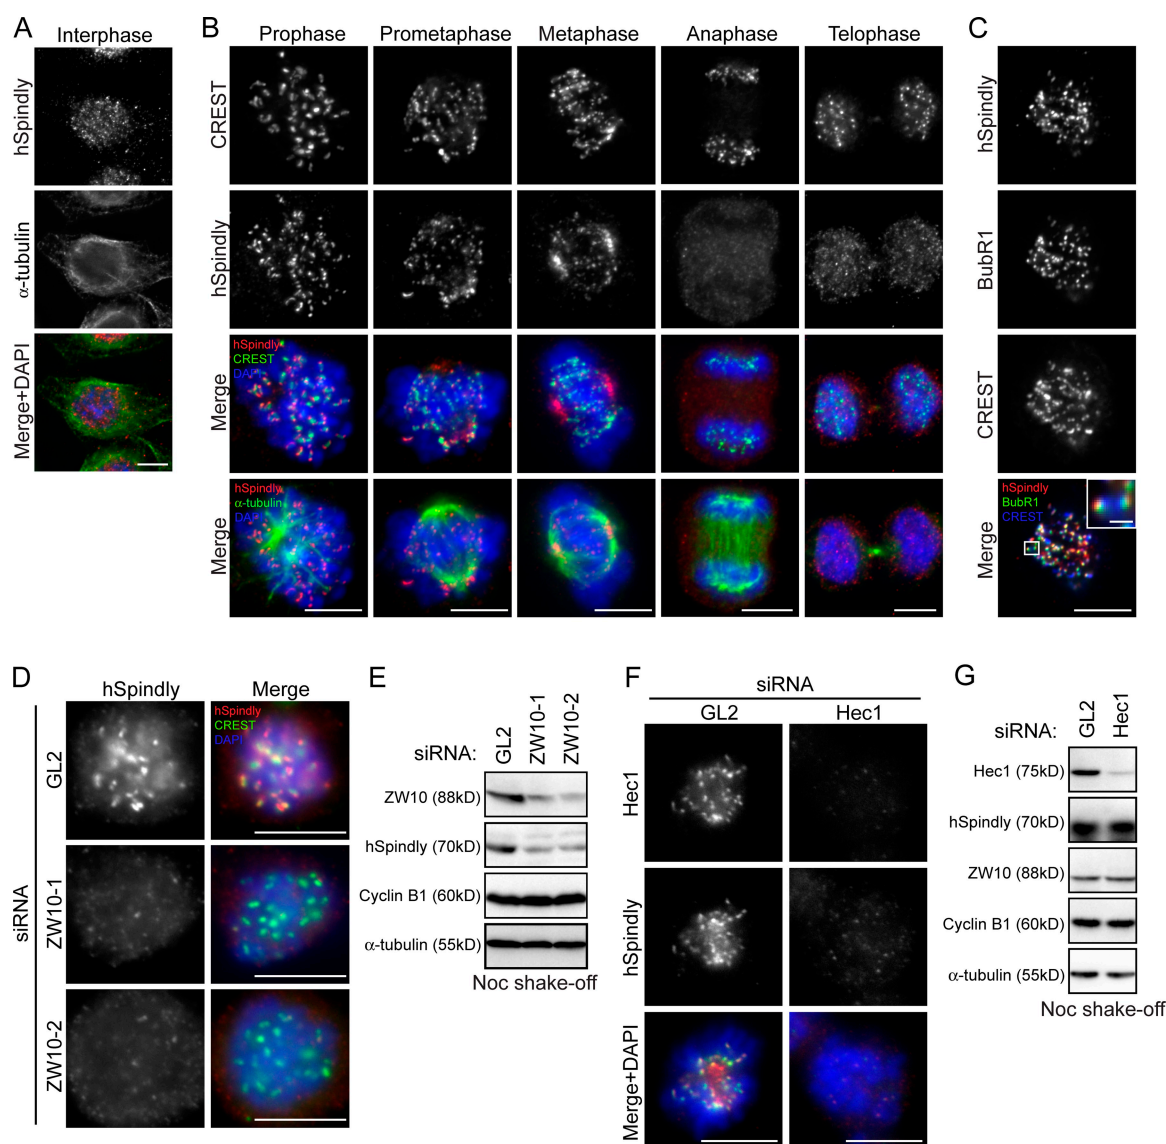 A
Interphase
hSpindly
α-tubulin
Merge+DAPI
B
Prophase
Prometaphase
Metaphase
Anaphase
Telophase
CREST
hSpindly
Merge
hSpindly
CREST
DAPI
Merge
hSpindly
α-tubulin
DAPI
C
hSpindly
BubR1
CREST
Merge
hSpindly
BubR1
CREST
D
hSpindly
Merge
siRNA
GL2
hSpindly
CREST
DAPI
ZW10-1
ZW10-2
E
siRNA:
GL2
ZW10-1
ZW10-2
ZW10 (88kD)
hSpindly (70kD)
Cyclin B1 (60kD)
α-tubulin (55kD)
Noc shake-off
F
siRNA
GL2
Hec1
Hec1
hSpindly
Merge+DAPI
G
siRNA:
GL2
Hec1
Hec1 (75kD)
hSpindly (70kD)
ZW10 (88kD)
Cyclin B1 (60kD)
α-tubulin (55kD)
Noc shake-off